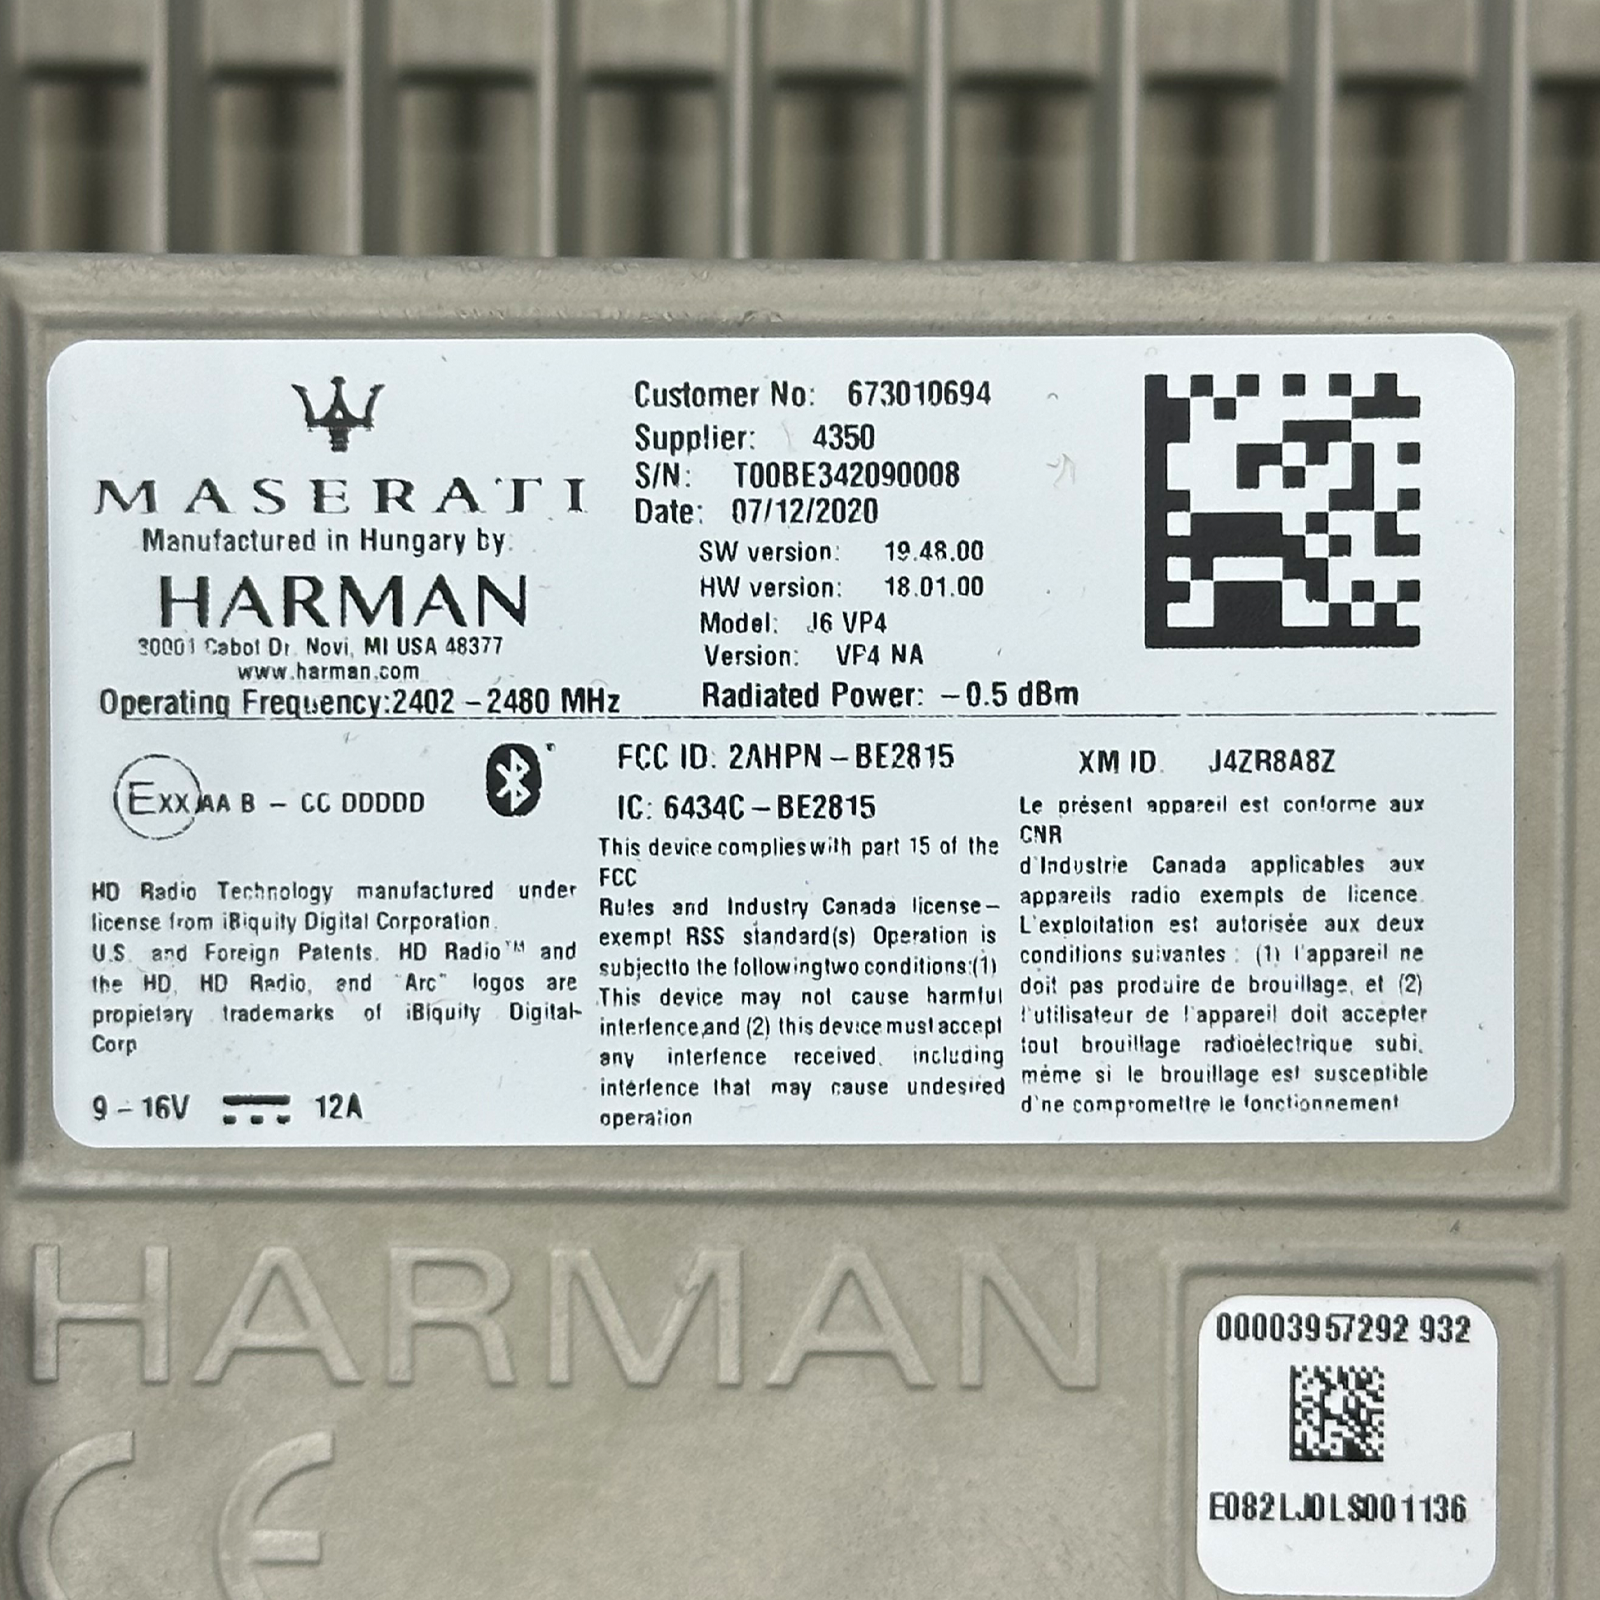 MASERATI
Manufactured in Hungary by:
HARMAN
30001 Cabot Dr. Novi, MI USA 48377
www.harman.com
Operating Frequency:2402 – 2480 MHz
Customer No: 673010694
Supplier: 4350
S/N: T00BE342090008
Date: 07/12/2020
SW version: 19.48.00
HW version: 18.01.00
Model: J6 VP4
Version: VP4 NA
Radiated Power: –0.5 dBm
Exx AA B – CC DDDDD
HD Radio Technology manufactured under
license from iBiquity Digital Corporation.
U.S. and Foreign Patents. HD Radio™ and
the HD, HD Radio, and "Arc" logos are
propietary trademarks of iBiquity Digital-
Corp
9 – 16V 12A
FCC ID: 2AHPN – BE2815
IC: 6434C – BE2815
This device complies with part 15 of the
FCC
Rules and Industry Canada license–
exempt RSS standard(s) Operation is
subjectto the followingtwo conditions:(1)
This device may not cause harmful
interfence,and (2) this device must accept
any interfence received, including
interfence that may cause undesired
operation
XM ID J4ZR8A8Z
Le présent appareil est conforme aux
CNR
d'Industrie Canada applicables aux
appareils radio exempts de licence.
L'exploitation est autorisée aux deux
conditions suivantes : (1) l'appareil ne
doit pas produire de brouillage, et (2)
l'utilisateur de l'appareil doit accepter
tout brouillage radioélectrique subi,
même si le brouillage est susceptible
d'ne compromettre le fonctionnement
HARMAN
CE
00003957292 932
E082LJ0LS001136